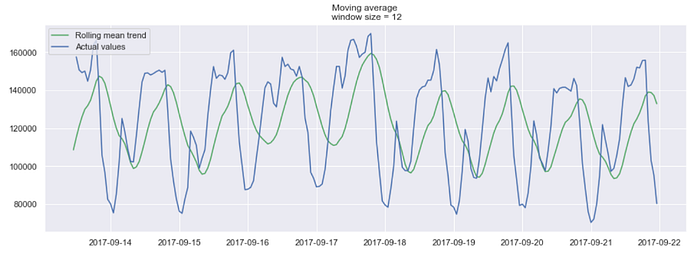 Moving average
window size = 12
Rolling mean trend
Actual values
160000
140000
120000
100000
80000
2017-09-14 2017-09-15 2017-09-16 2017-09-17 2017-09-18 2017-09-19 2017-09-20 2017-09-21 2017-09-22